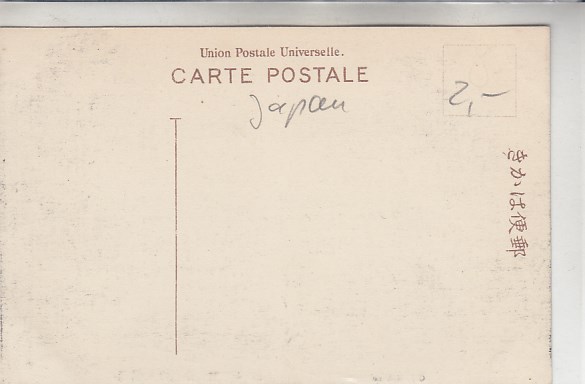 Union Postale Universelle.
CARTE POSTALE
Japan
2,-
きかは便郵